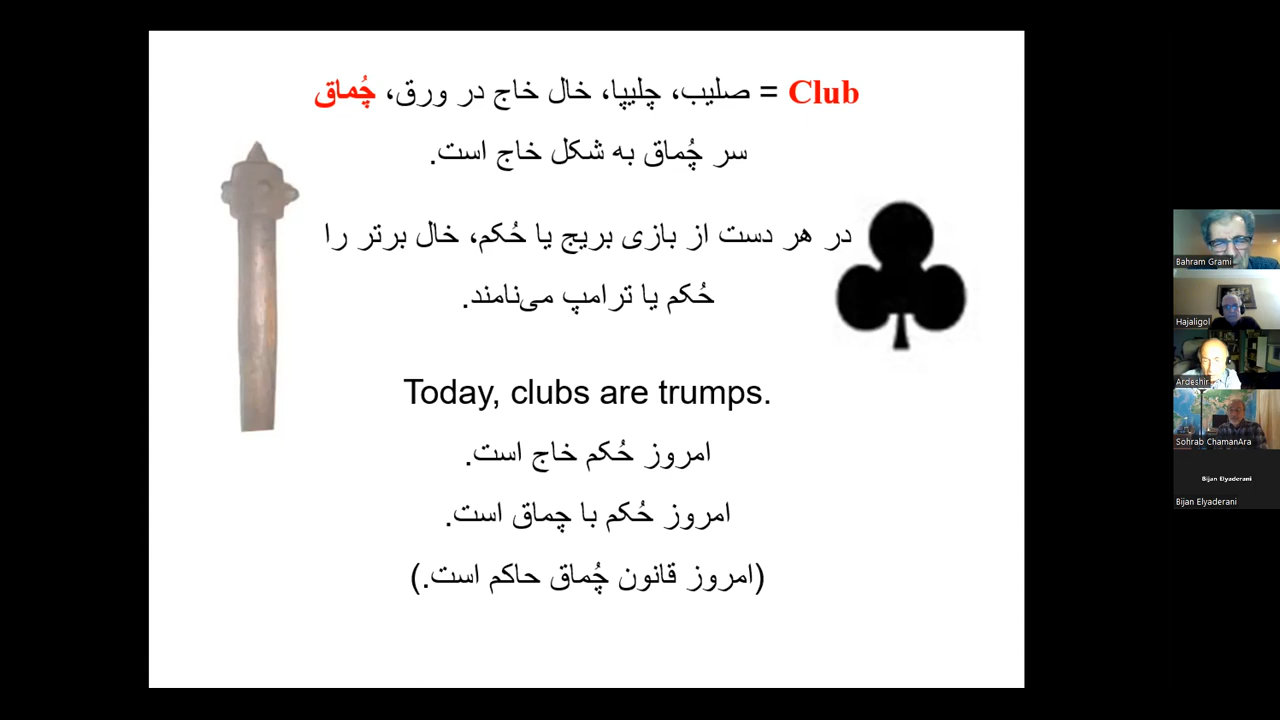 Club = صلیب، چلیپا، خال خاج در ورق، چُماق
سر چُماق به شکل خاج است.
در هر دست از بازی بریج یا حُکم، خال برتر را
حُکم یا ترامپ می‌نامند.
Today, clubs are trumps.
امروز حُکم خاج است.
امروز حُکم با چماق است.
(امروز قانون چُماق حاکم است.)
Bahram Grami
Hajaligol
Ardeshir
Sohrab ChamanAra
Bijan Elyaderani
Bijan Elyaderani